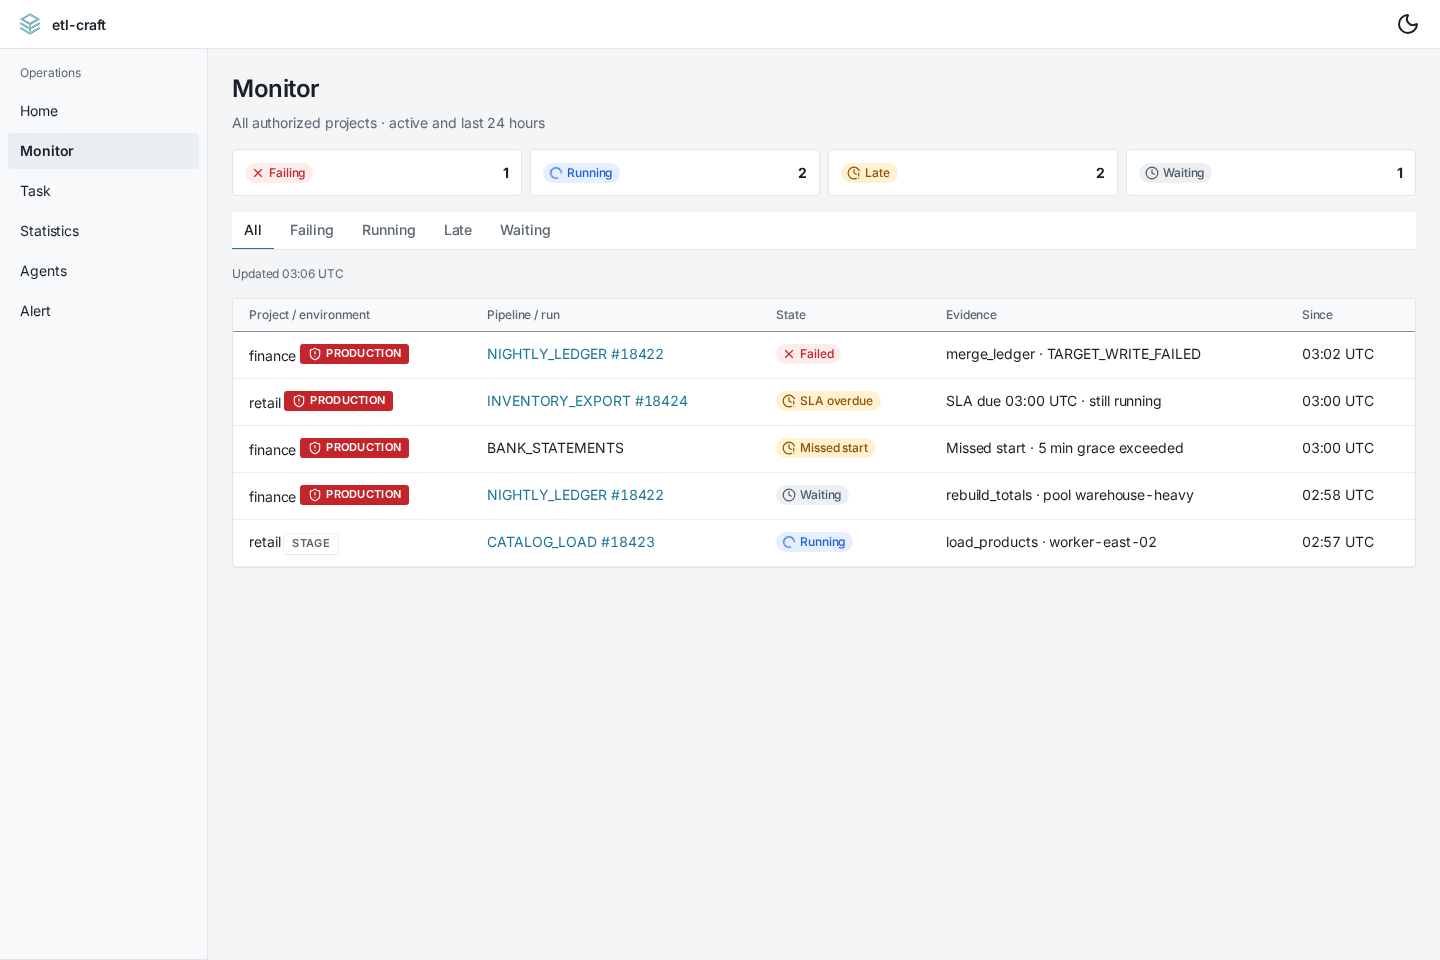 etl-craft
Operations
Home
Monitor
Task
Statistics
Agents
Alert
Monitor
All authorized projects · active and last 24 hours
Failing 1
Running 2
Late 2
Waiting 1
All Failing Running Late Waiting
Updated 03:06 UTC
Project / environment Pipeline / run State Evidence Since
finance PRODUCTION NIGHTLY_LEDGER #18422 Failed merge_ledger · TARGET_WRITE_FAILED 03:02 UTC
retail PRODUCTION INVENTORY_EXPORT #18424 SLA overdue SLA due 03:00 UTC · still running 03:00 UTC
finance PRODUCTION BANK_STATEMENTS Missed start Missed start · 5 min grace exceeded 03:00 UTC
finance PRODUCTION NIGHTLY_LEDGER #18422 Waiting rebuild_totals · pool warehouse-heavy 02:58 UTC
retail STAGE CATALOG_LOAD #18423 Running load_products · worker-east-02 02:57 UTC